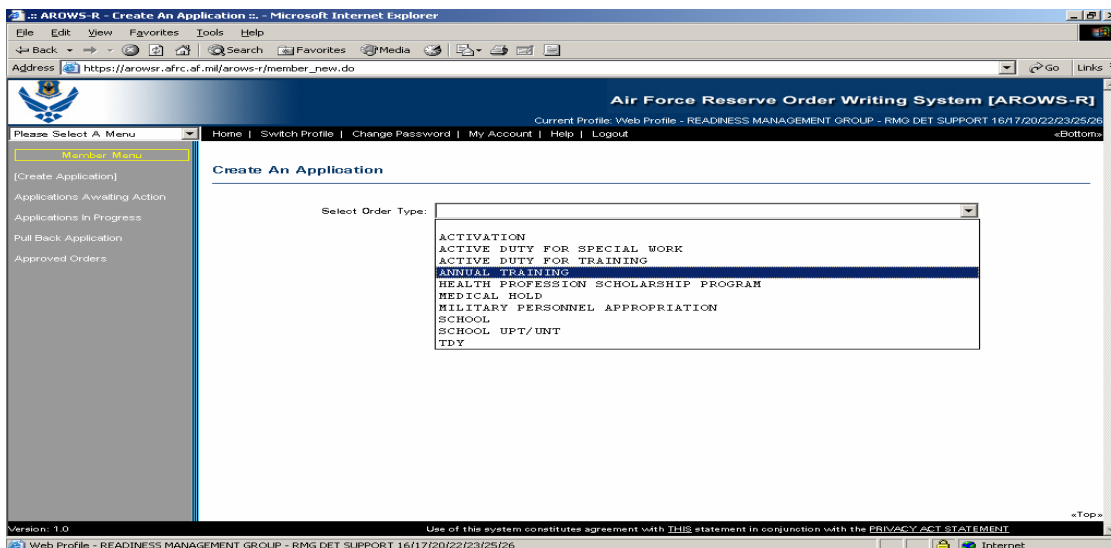 .:: AROWS-R - Create An Application ::. - Microsoft Internet Explorer
File Edit View Favorites Tools Help
Back Search Favorites Media
Address https://arowsr.afrc.af.mil/arows-r/member_new.do Go Links
Air Force Reserve Order Writing System [AROWS-R]
Current Profile: Web Profile - READINESS MANAGEMENT GROUP - RMG DET SUPPORT 16/17/20/22/23/25/26
Please Select A Menu Home | Switch Profile | Change Password | My Account | Help | Logout «Bottom»
Member Menu
[Create Application]
Applications Awaiting Action
Applications In Progress
Pull Back Application
Approved Orders
Create An Application
Select Order Type:
ACTIVATION
ACTIVE DUTY FOR SPECIAL WORK
ACTIVE DUTY FOR TRAINING
ANNUAL TRAINING
HEALTH PROFESSION SCHOLARSHIP PROGRAM
MEDICAL HOLD
MILITARY PERSONNEL APPROPRIATION
SCHOOL
SCHOOL UPT/UNT
TDY
«Top»
Version: 1.0 Use of this system constitutes agreement with THIS statement in conjunction with the PRIVACY ACT STATEMENT
Web Profile - READINESS MANAGEMENT GROUP - RMG DET SUPPORT 16/17/20/22/23/25/26 Internet